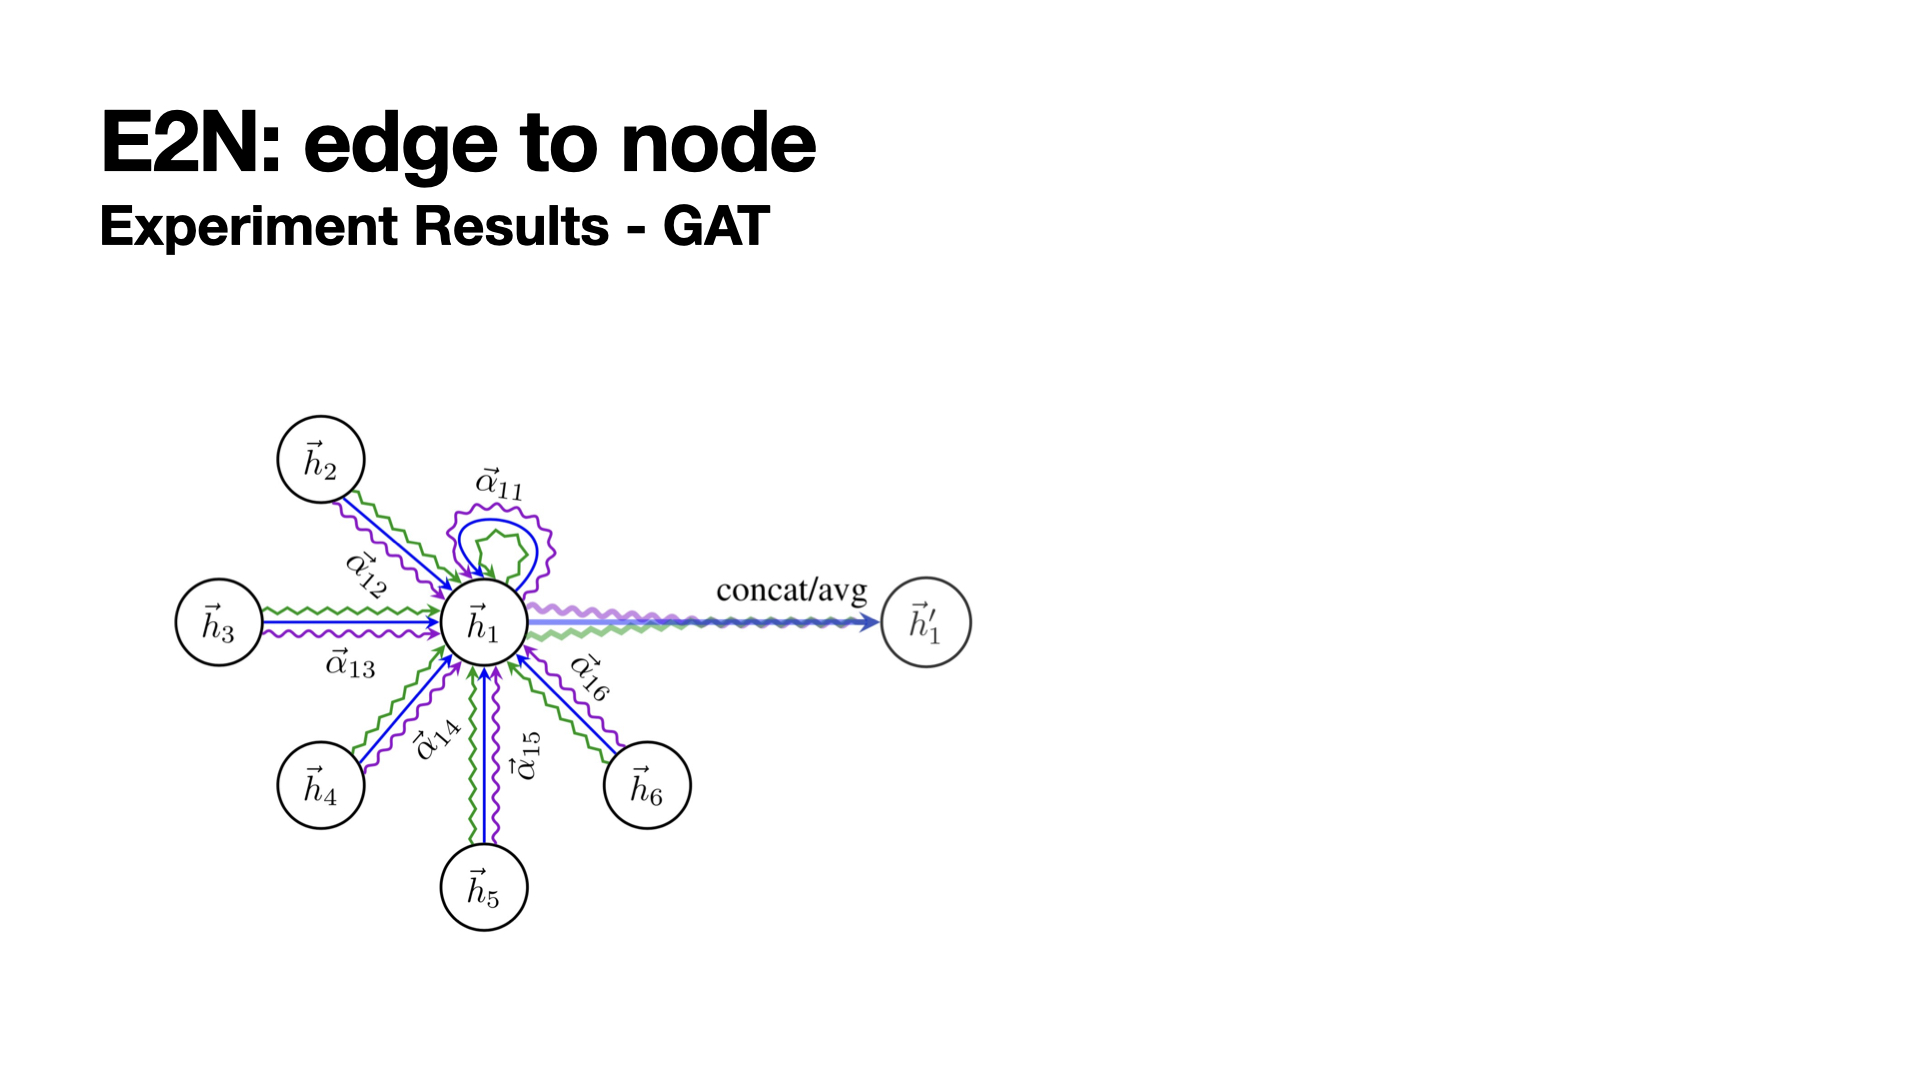 E2N: edge to node
Experiment Results - GAT
$\vec{h}_2$
$\vec{\alpha}_{11}$
$\vec{\alpha}_{12}$
concat/avg
$\vec{h}_3$
$\vec{h}_1$
$\vec{h}_1'$
$\vec{\alpha}_{13}$
$\vec{\alpha}_{16}$
$\vec{\alpha}_{14}$
$\vec{\alpha}_{15}$
$\vec{h}_4$
$\vec{h}_6$
$\vec{h}_5$